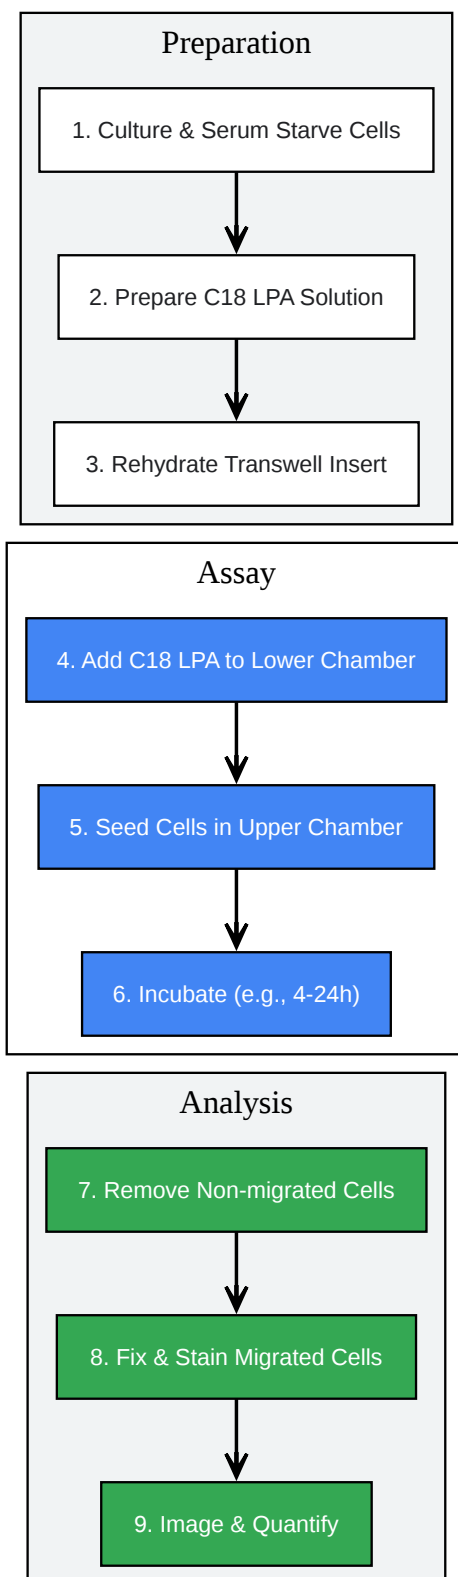 Preparation
1. Culture & Serum Starve Cells
2. Prepare C18 LPA Solution
3. Rehydrate Transwell Insert
Assay
4. Add C18 LPA to Lower Chamber
5. Seed Cells in Upper Chamber
6. Incubate (e.g., 4-24h)
Analysis
7. Remove Non-migrated Cells
8. Fix & Stain Migrated Cells
9. Image & Quantify